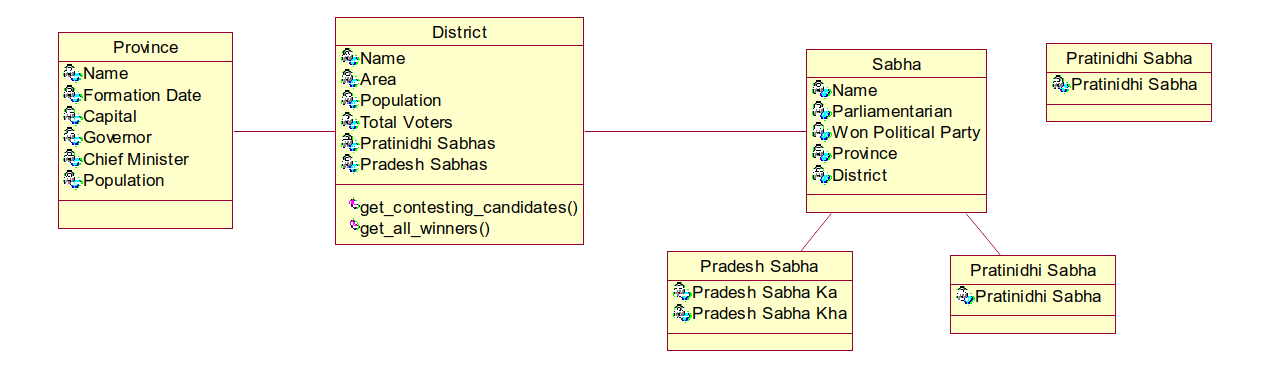 Province
Name
Formation Date
Capital
Governor
Chief Minister
Population
District
Name
Area
Population
Total Voters
Pratinidhi Sabhas
Pradesh Sabhas
get_contesting_candidates()
get_all_winners()
Sabha
Name
Parliamentarian
Won Political Party
Province
District
Pratinidhi Sabha
Pratinidhi Sabha
Pradesh Sabha
Pradesh Sabha Ka
Pradesh Sabha Kha
Pratinidhi Sabha
Pratinidhi Sabha